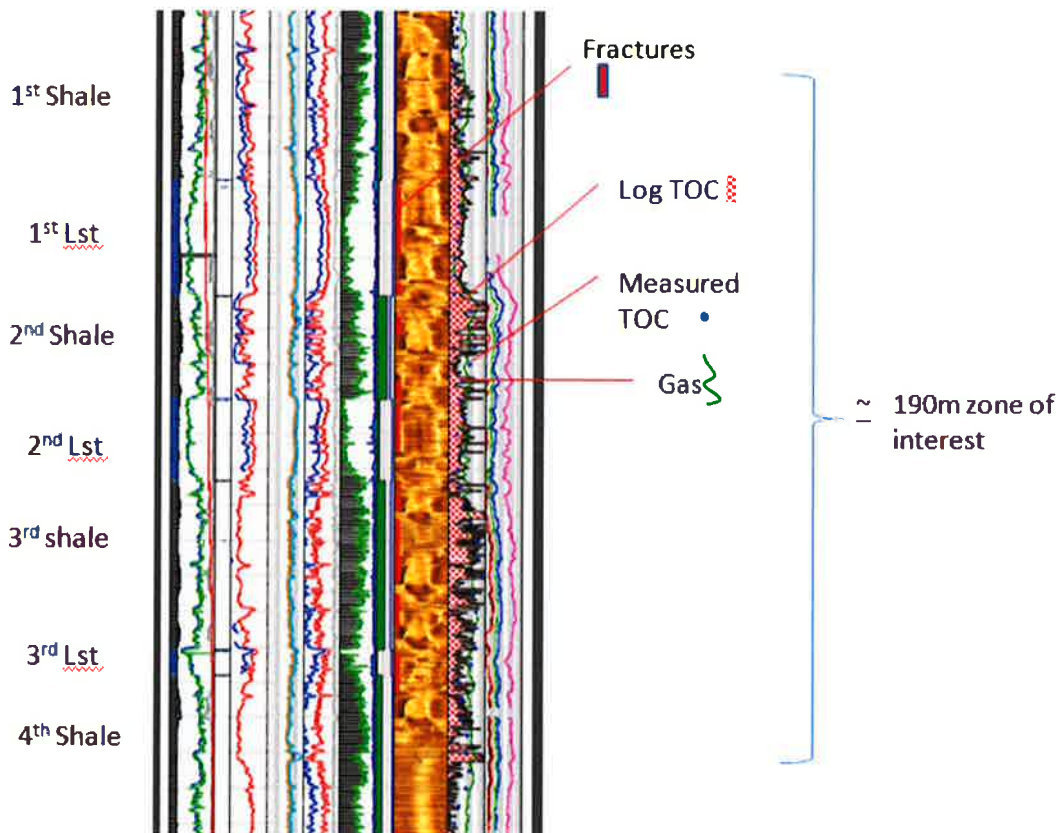 Fractures
1st Shale
Log TOC
1st Lst
Measured
TOC
2nd Shale
Gas
≃ 190m zone of
interest
2nd Lst
3rd shale
3rd Lst
4th Shale